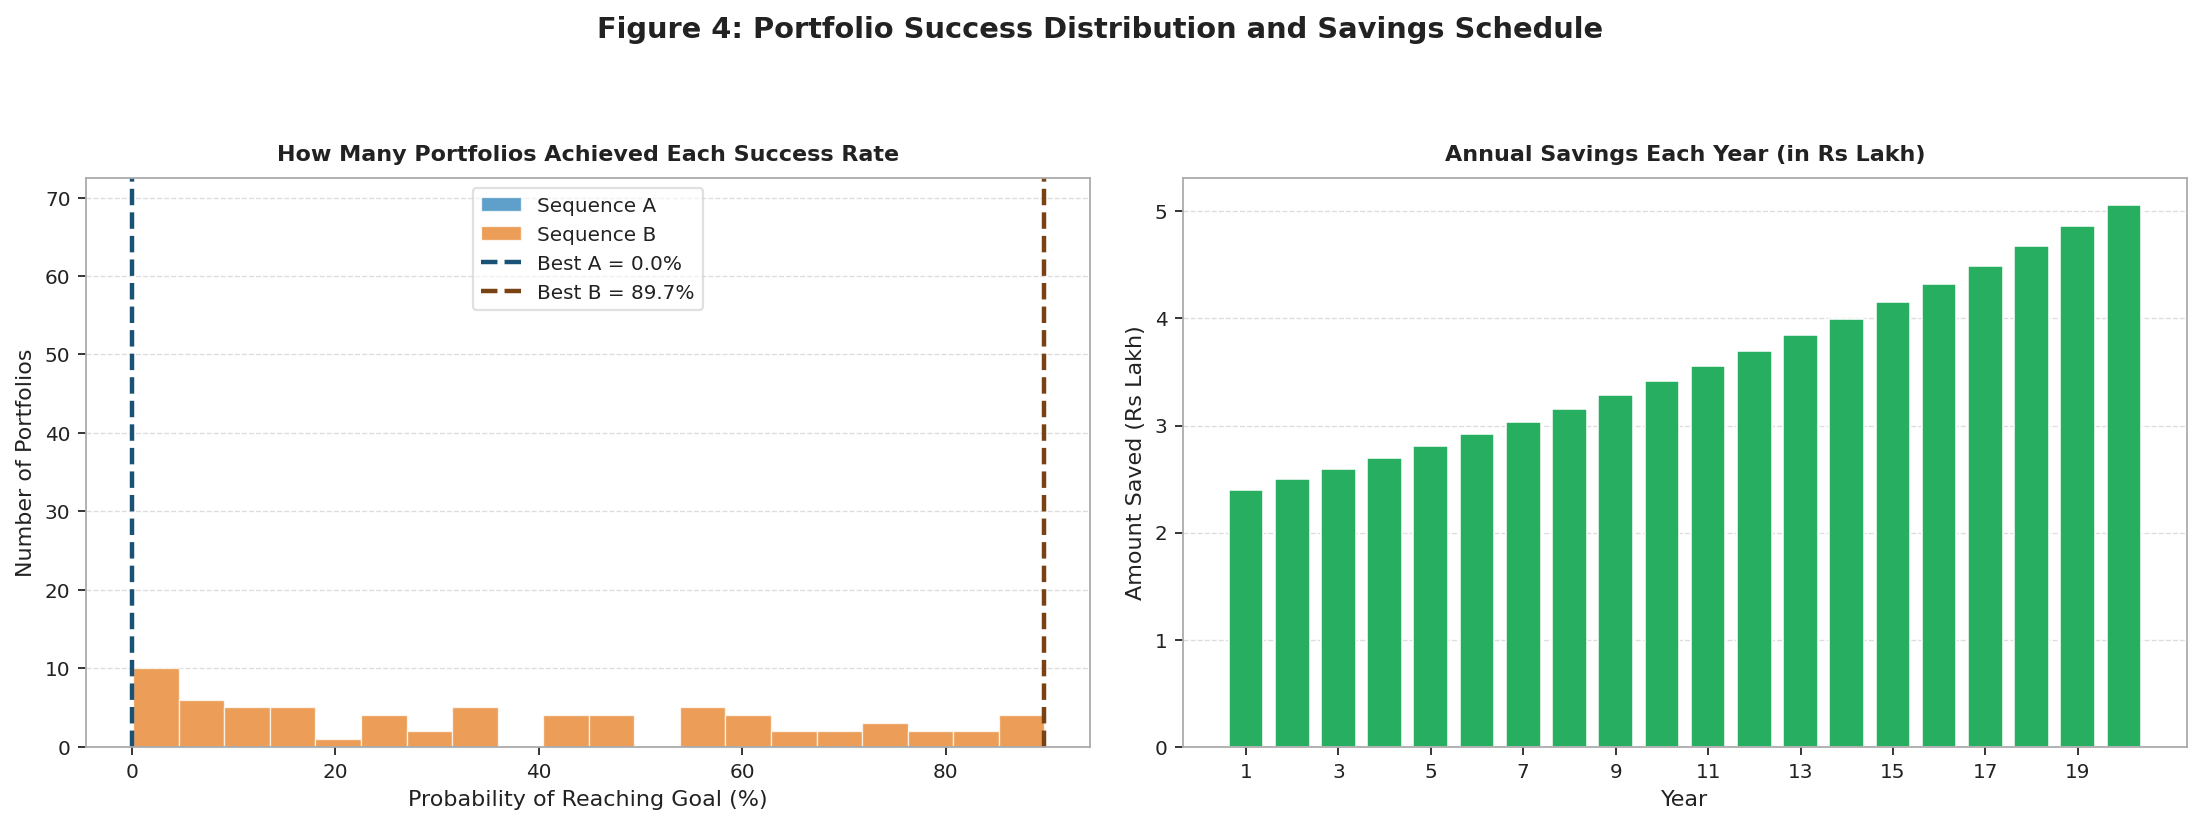 Figure 4: Portfolio Success Distribution and Savings Schedule
How Many Portfolios Achieved Each Success Rate
Number of Portfolios
70
60
50
40
30
20
10
0
Sequence A
Sequence B
Best A = 0.0%
Best B = 89.7%
0 20 40 60 80
Probability of Reaching Goal (%)
Annual Savings Each Year (in Rs Lakh)
Amount Saved (Rs Lakh)
5
4
3
2
1
0
1 3 5 7 9 11 13 15 17 19
Year